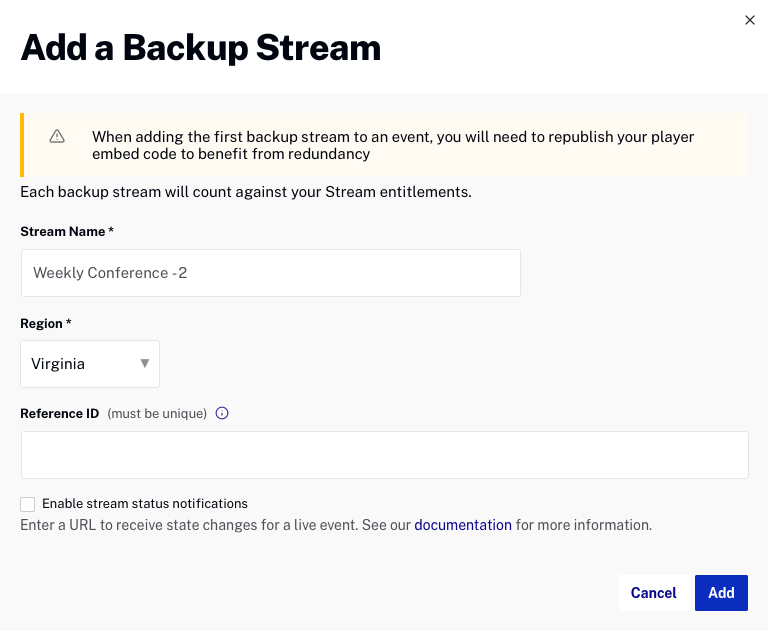 Add a Backup Stream
When adding the first backup stream to an event, you will need to republish your player
embed code to benefit from redundancy
Each backup stream will count against your Stream entitlements.
Stream Name *
Weekly Conference - 2
Region *
Virginia
Reference ID (must be unique)
Enable stream status notifications
Enter a URL to receive state changes for a live event. See our documentation for more information.
Cancel Add